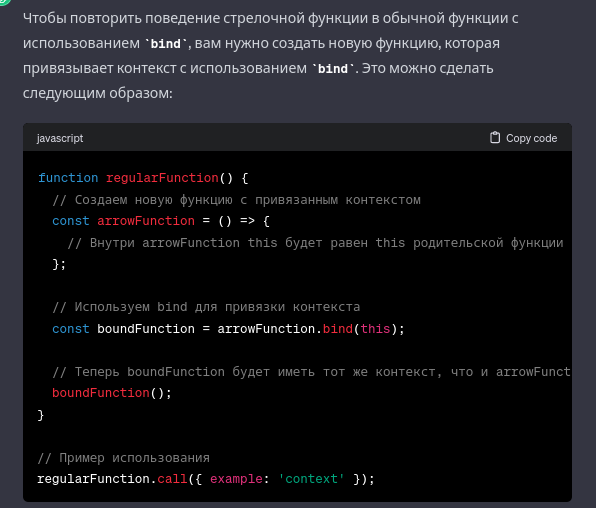 Чтобы повторить поведение стрелочной функции в обычной функции с
использованием `bind`, вам нужно создать новую функцию, которая
привязывает контекст с использованием `bind`. Это можно сделать
следующим образом:
javascript
Copy code
function regularFunction() {
  // Создаем новую функцию с привязанным контекстом
  const arrowFunction = () => {
    // Внутри arrowFunction this будет равен this родительской функции
  };

  // Используем bind для привязки контекста
  const boundFunction = arrowFunction.bind(this);

  // Теперь boundFunction будет иметь тот же контекст, что и arrowFunct
  boundFunction();
}

// Пример использования
regularFunction.call({ example: 'context' });